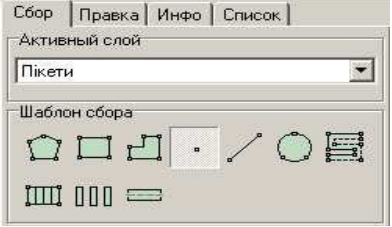 Сбор Правка Инфо Список
Активный слой
Пікети
Шаблон сбора